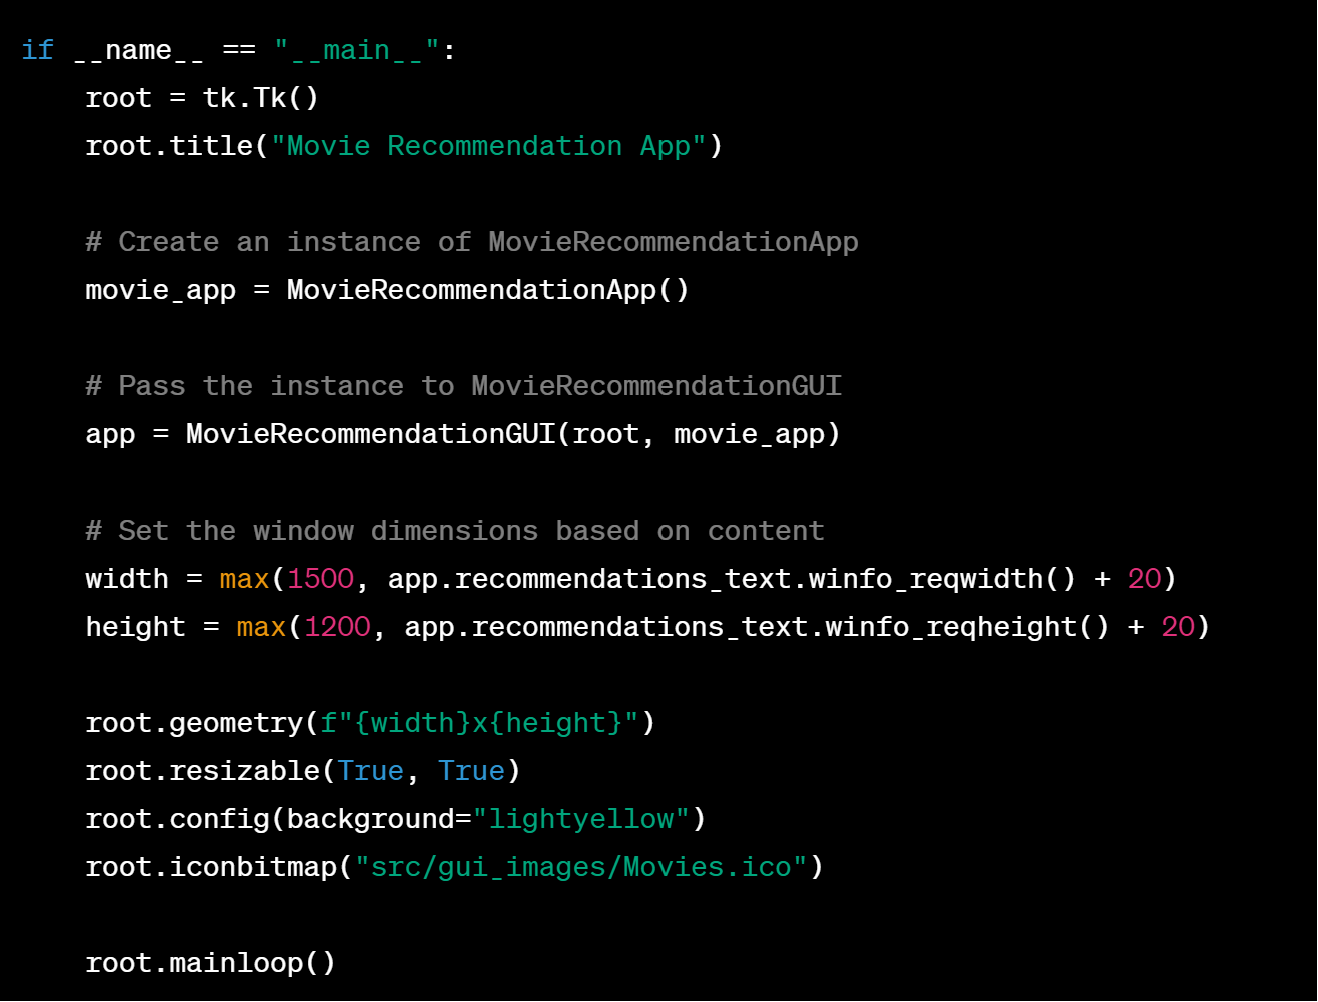 if __name__ == "__main__":
    root = tk.Tk()
    root.title("Movie Recommendation App")

    # Create an instance of MovieRecommendationApp
    movie_app = MovieRecommendationApp()

    # Pass the instance to MovieRecommendationGUI
    app = MovieRecommendationGUI(root, movie_app)

    # Set the window dimensions based on content
    width = max(1500, app.recommendations_text.winfo_reqwidth() + 20)
    height = max(1200, app.recommendations_text.winfo_reqheight() + 20)

    root.geometry(f"{width}x{height}")
    root.resizable(True, True)
    root.config(background="lightyellow")
    root.iconbitmap("src/gui_images/Movies.ico")

    root.mainloop()